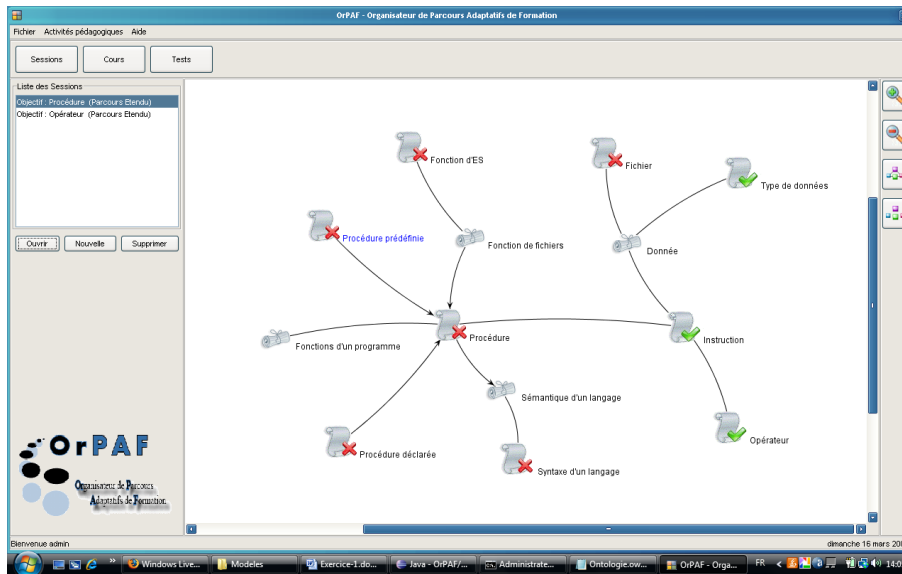 OrPAF - Organisateur de Parcours Adaptatifs de Formation
Fichier Activités pédagogiques Aide
Sessions Cours Tests
Liste des Sessions
Objectif : Procédure (Parcours Etendu)
Objectif : Opérateur (Parcours Etendu)
Ouvrir Nouvelle Supprimer
Fonction d'ES
Fichier
Type de données
Procédure prédéfinie
Fonction de fichiers
Donnée
Procédure
Instruction
Fonctions d'un programme
Sémantique d'un langage
Opérateur
Procédure déclarée
Syntaxe d'un langage
OrPAF
Organisateur de Parcours
Adaptatifs de Formation
Bienvenue admin
dimanche 16 mars
Windows Live... Modeles Exercice-1.do... Java - OrPAF/... Administrate... Ontologie.ow... OrPAF - Orga... FR